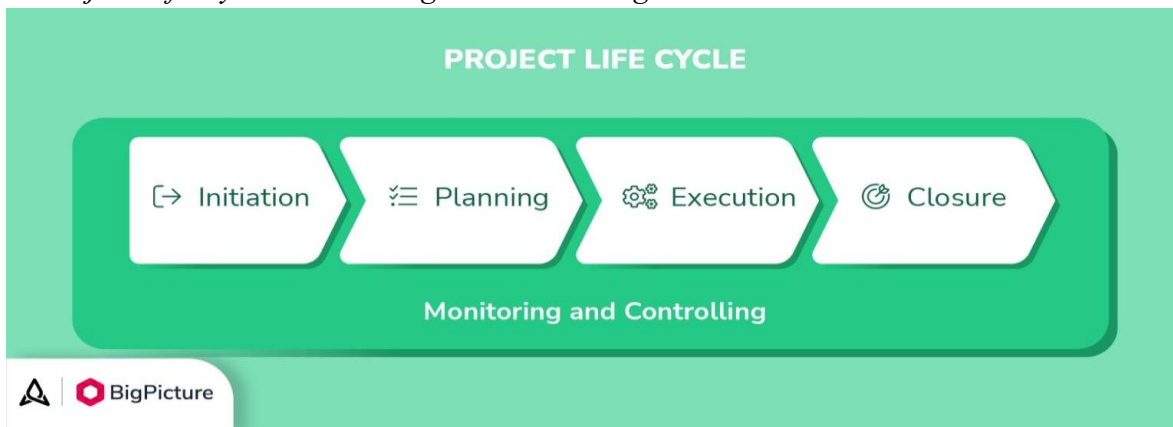 PROJECT LIFE CYCLE
Initiation Planning Execution Closure
Monitoring and Controlling
BigPicture